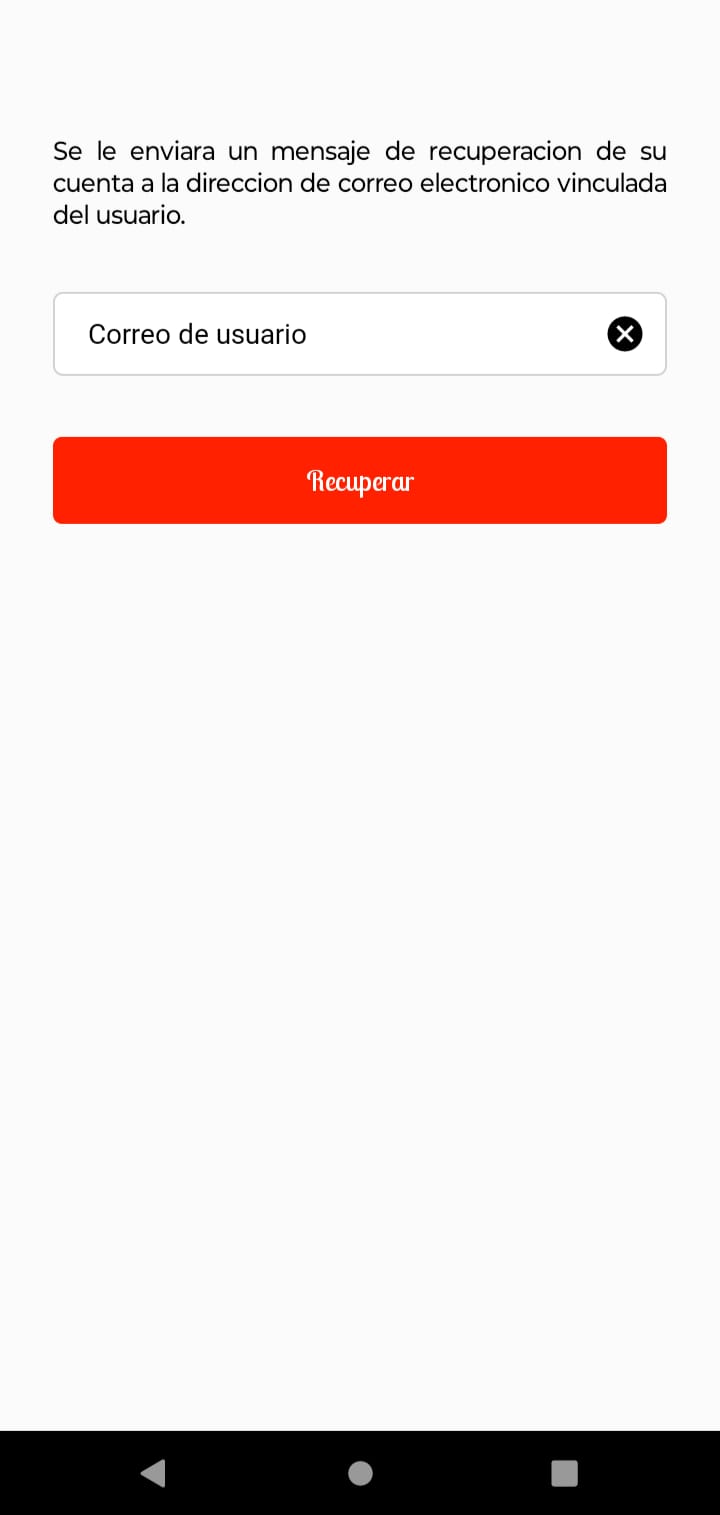 Se le enviara un mensaje de recuperacion de su
cuenta a la direccion de correo electronico vinculada
del usuario.
Correo de usuario
Recuperar